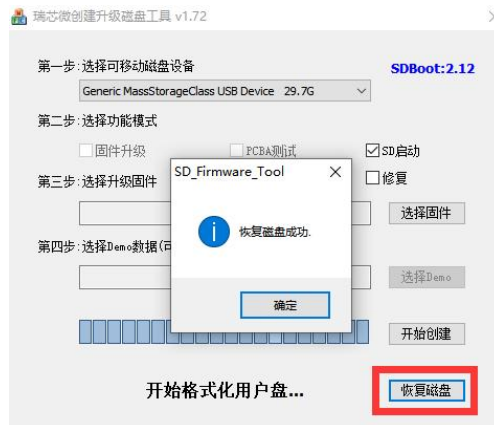 瑞芯微创建升级磁盘工具 v1.72
第一步:选择可移动磁盘设备
SDBoot:2.12
Generic MassStorageClass USB Device 29.7G
第二步:选择功能模式
固件升级
PCBA测试
SD启动
SD_Firmware_Tool
修复
第三步:选择升级固件
恢复磁盘成功.
选择固件
第四步:选择Demo数据(可
选择Demo
确定
开始创建
开始格式化用户盘...
恢复磁盘